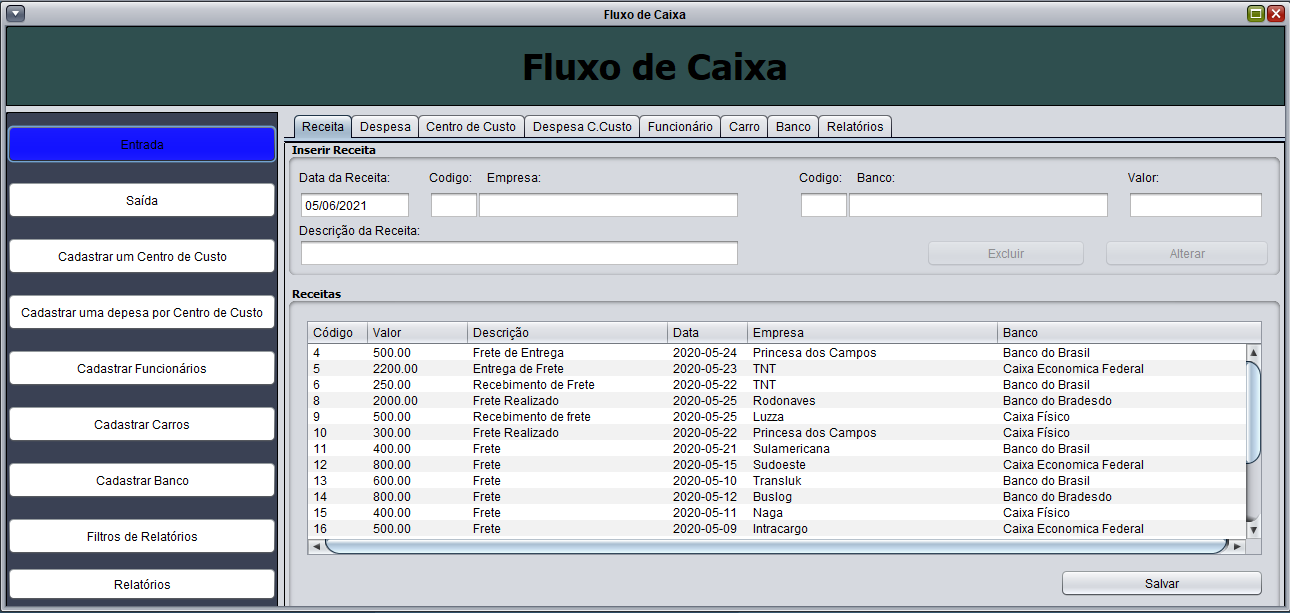 Fluxo de Caixa
Fluxo de Caixa
Entrada
Saída
Cadastrar um Centro de Custo
Cadastrar uma depesa por Centro de Custo
Cadastrar Funcionários
Cadastrar Carros
Cadastrar Banco
Filtros de Relatórios
Relatórios
Receita Despesa Centro de Custo Despesa C.Custo Funcionário Carro Banco Relatórios
Inserir Receita
Data da Receita: Codigo: Empresa: Codigo: Banco: Valor:
05/06/2021
Descrição da Receita:
Excluir Alterar
Receitas
Código Valor Descrição Data Empresa Banco
4 500.00 Frete de Entrega 2020-05-24 Princesa dos Campos Banco do Brasil
5 2200.00 Entrega de Frete 2020-05-23 TNT Caixa Economica Federal
6 250.00 Recebimento de Frete 2020-05-22 TNT Banco do Brasil
8 2000.00 Frete Realizado 2020-05-25 Rodonaves Banco do Bradesdo
9 500.00 Recebimento de frete 2020-05-25 Luzza Caixa Físico
10 300.00 Frete Realizado 2020-05-22 Princesa dos Campos Caixa Físico
11 400.00 Frete 2020-05-21 Sulamericana Banco do Brasil
12 800.00 Frete 2020-05-15 Sudoeste Caixa Economica Federal
13 600.00 Frete 2020-05-10 Transluk Banco do Brasil
14 800.00 Frete 2020-05-12 Buslog Banco do Bradesdo
15 400.00 Frete 2020-05-11 Naga Caixa Físico
16 500.00 Frete 2020-05-09 Intracargo Caixa Economica Federal
Salvar